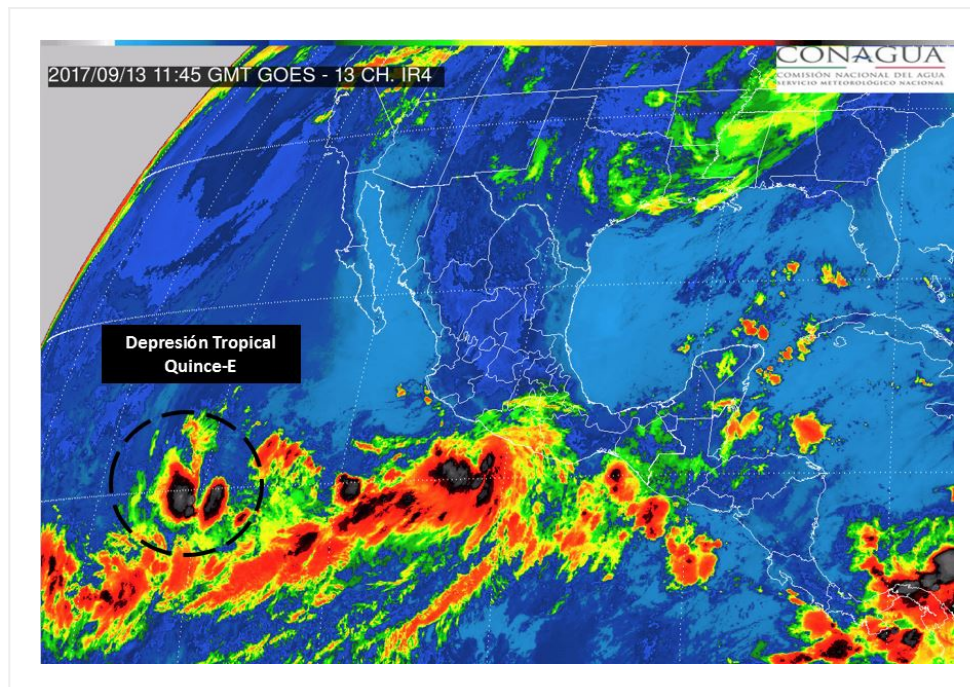 CONAGUA
COMISIÓN NACIONAL DEL AGUA
SERVICIO METEOROLÓGICO NACIONAL
2017/09/13 11:45 GMT GOES - 13 CH. IR4
Depresión Tropical
Quince-E